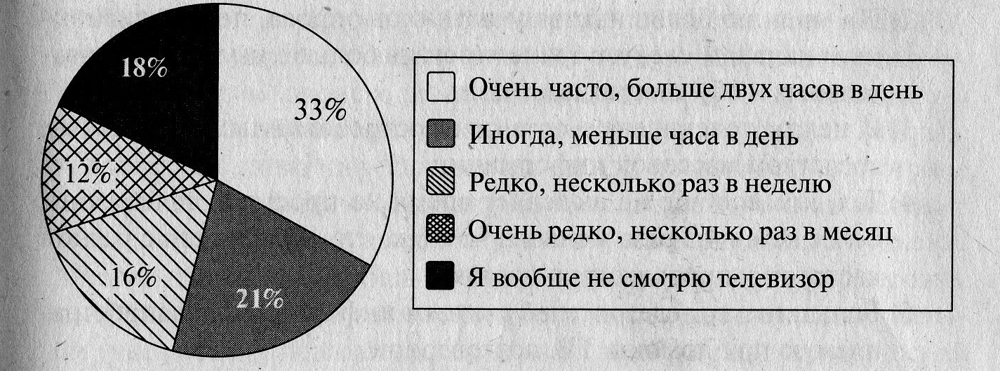 18%
33%
12%
16%
21%
Очень часто, больше двух часов в день
Иногда, меньше часа в день
Редко, несколько раз в неделю
Очень редко, несколько раз в месяц
Я вообще не смотрю телевизор